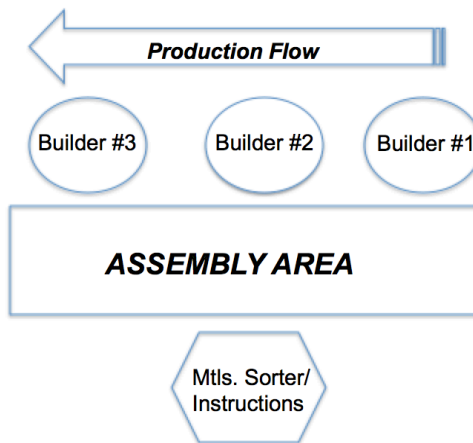 Production Flow
Builder #3
Builder #2
Builder #1
ASSEMBLY AREA
Mtls. Sorter/
Instructions